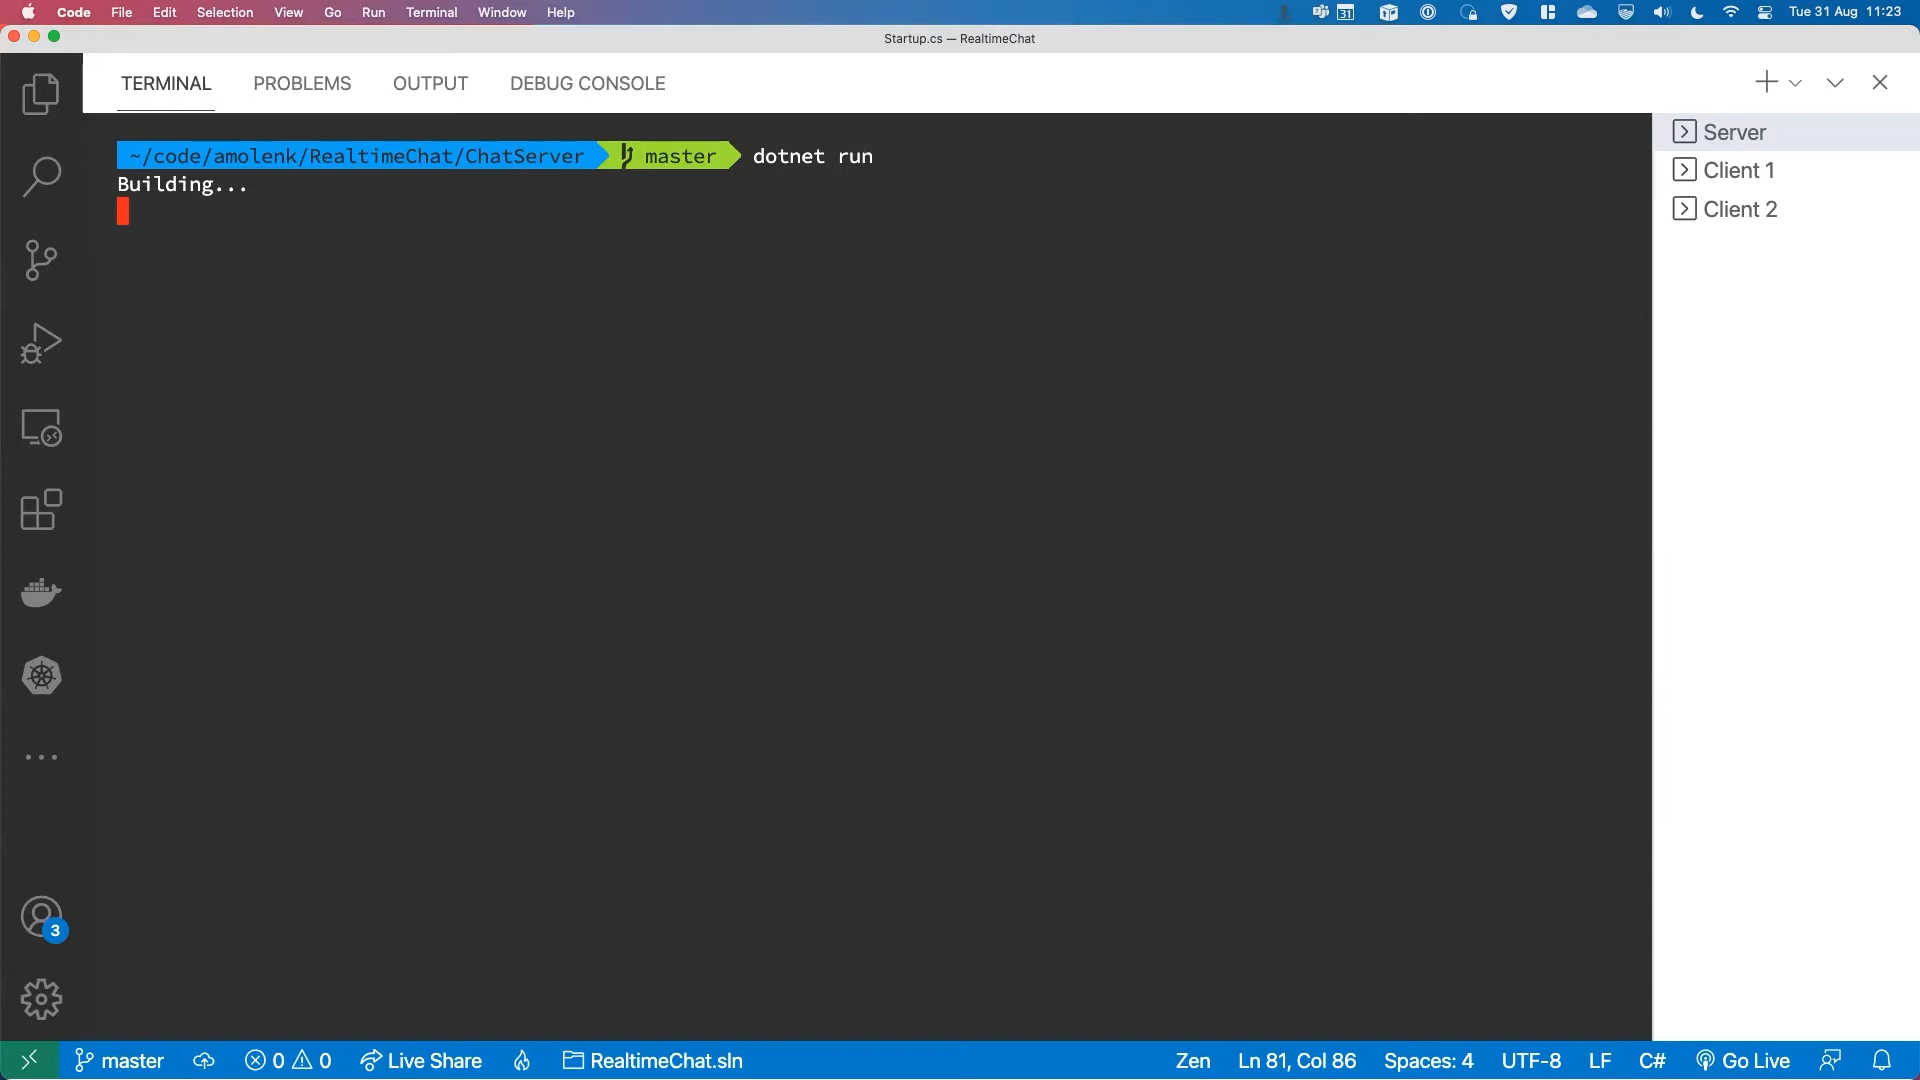 Code File Edit Selection View Go Run Terminal Window Help 31 Tue 31 Aug 11:23
Startup.cs — RealtimeChat
TERMINAL PROBLEMS OUTPUT DEBUG CONSOLE
~/code/amolenk/RealtimeChat/ChatServer master dotnet run
Building...
Server
Client 1
Client 2
3
master 0 0 Live Share RealtimeChat.sln Zen Ln 81, Col 86 Spaces: 4 UTF-8 LF C# Go Live